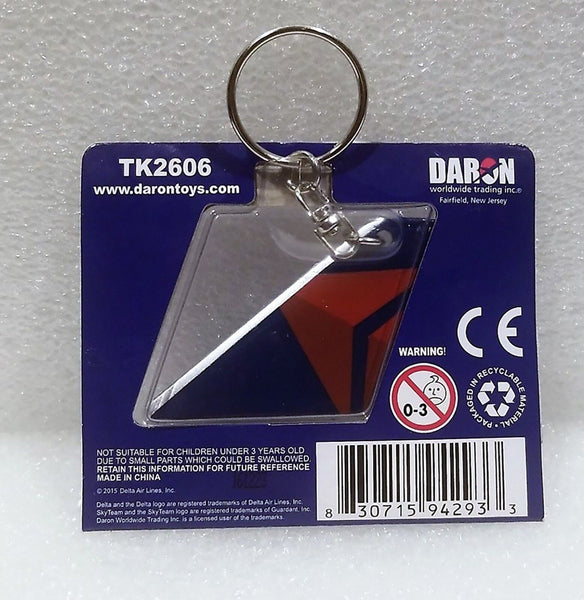 TK2606
www.darontoys.com
DARON
worldwide trading inc.®
Fairfield, New Jersey
CE
WARNING!
0-3
PACKAGED IN RECYCLABLE MATERIAL
NOT SUITABLE FOR CHILDREN UNDER 3 YEARS OLD
DUE TO SMALL PARTS WHICH COULD BE SWALLOWED.
RETAIN THIS INFORMATION FOR FUTURE REFERENCE
MADE IN CHINA
© 2015 Delta Air Lines, Inc.
Delta and the Delta logo are registered trademarks of Delta Air Lines, Inc.
SkyTeam and the SkyTeam logo are registered trademarks of Guardant, Inc.
Daron Worldwide Trading Inc. is a licensed user of the trademarks.
8 30715 94293 3